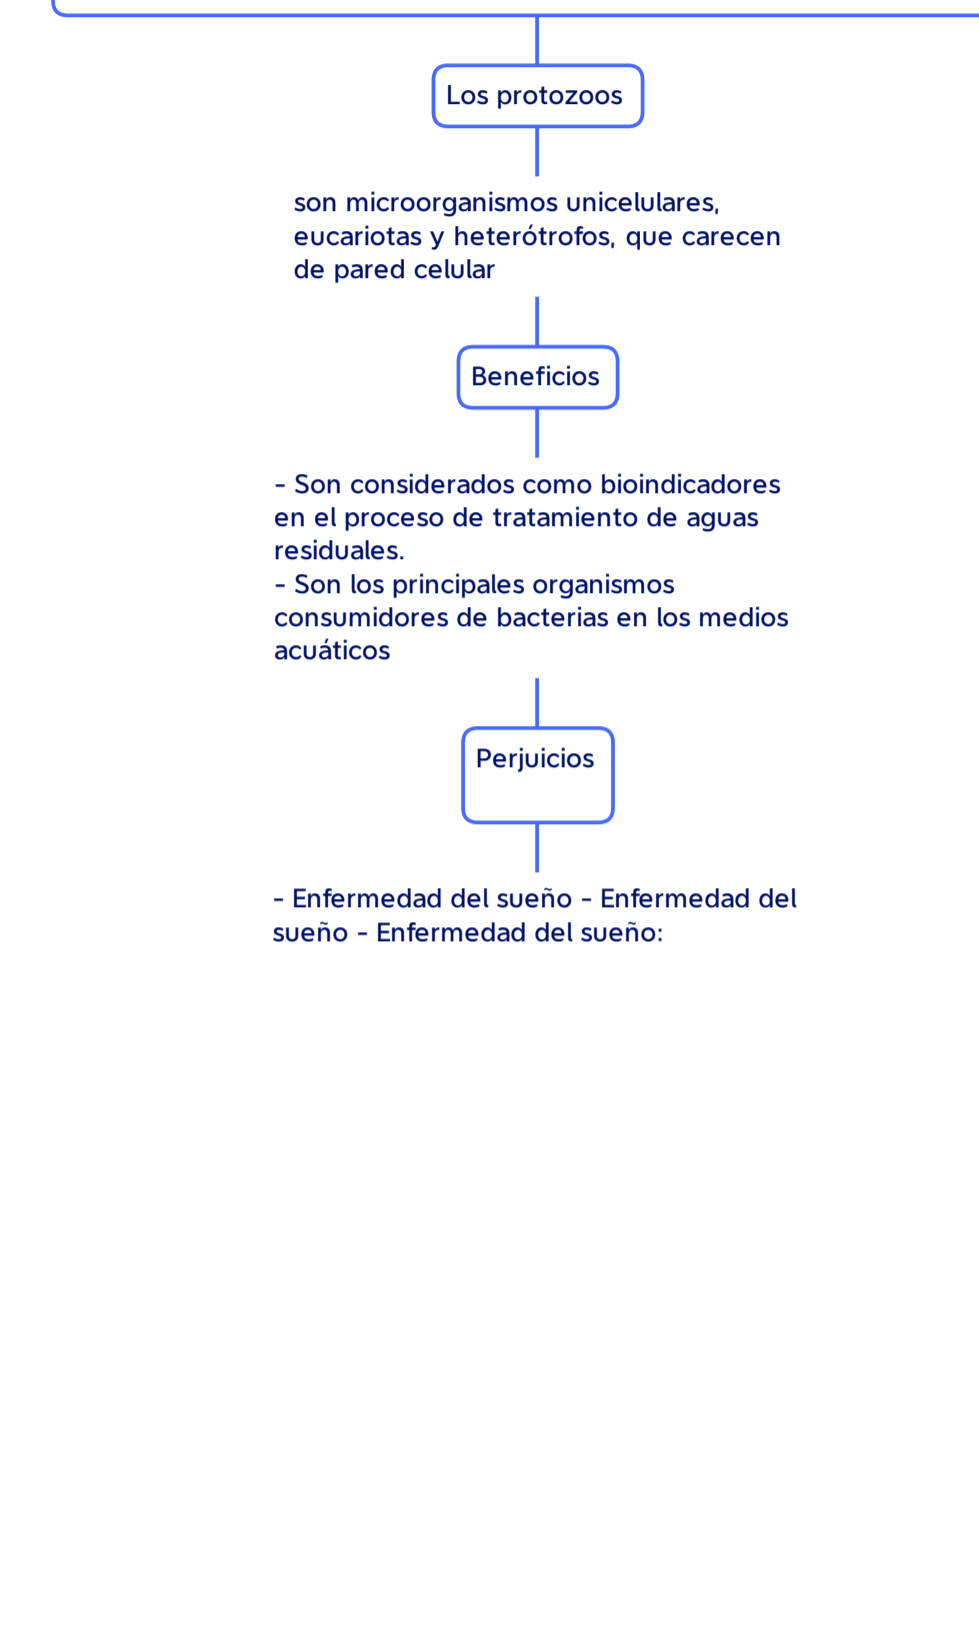 Los protozoos
son microorganismos unicelulares,
eucariotas y heterótrofos, que carecen
de pared celular
Beneficios
- Son considerados como bioindicadores
en el proceso de tratamiento de aguas
residuales.
- Son los principales organismos
consumidores de bacterias en los medios
acuáticos
Perjuicios
- Enfermedad del sueño - Enfermedad del
sueño - Enfermedad del sueño: